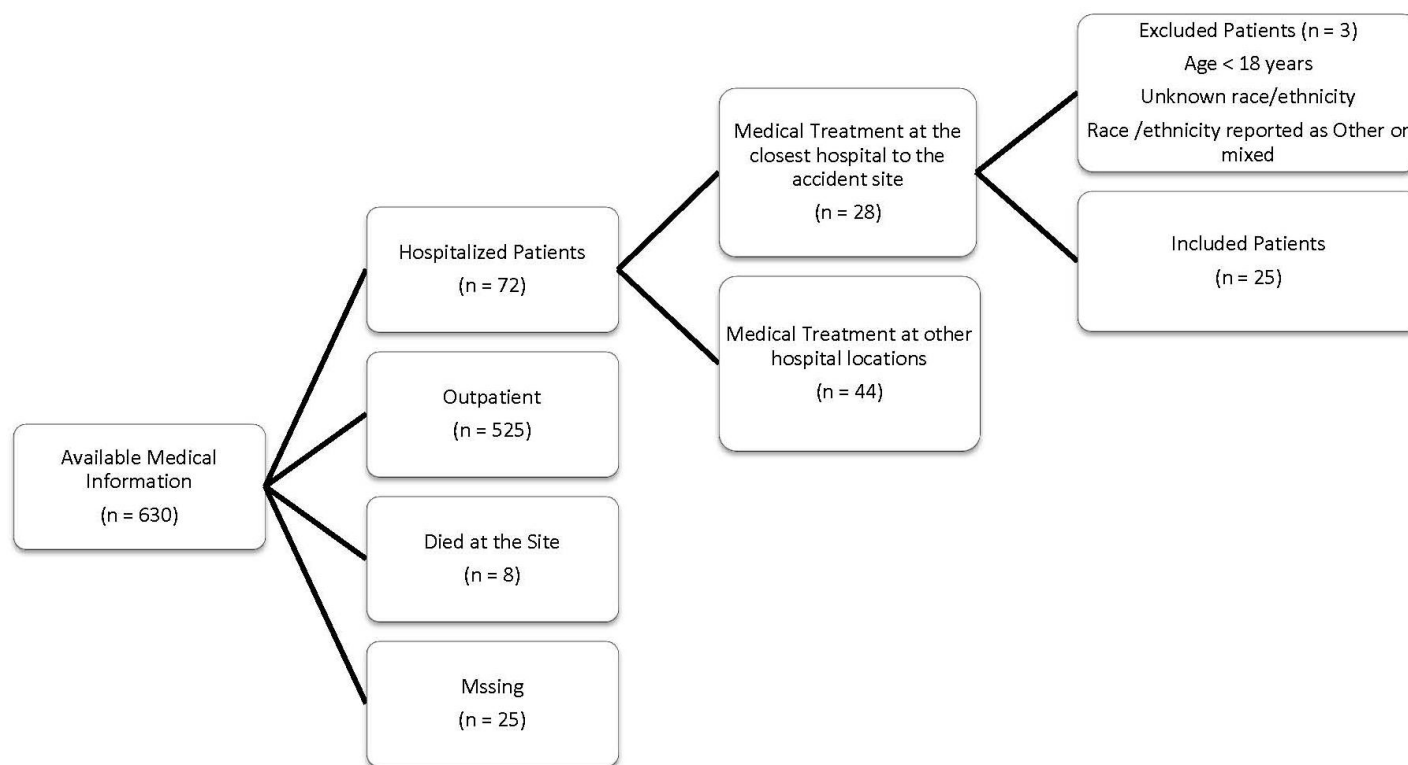 Available Medical
Information
(n = 630)
Hospitalized Patients
(n = 72)
Outpatient
(n = 525)
Died at the Site
(n = 8)
Mssing
(n = 25)
Medical Treatment at the
closest hospital to the
accident site
(n = 28)
Medical Treatment at other
hospital locations
(n = 44)
Excluded Patients (n = 3)
Age < 18 years
Unknown race/ethnicity
Race /ethnicity reported as Other or
mixed
Included Patients
(n = 25)